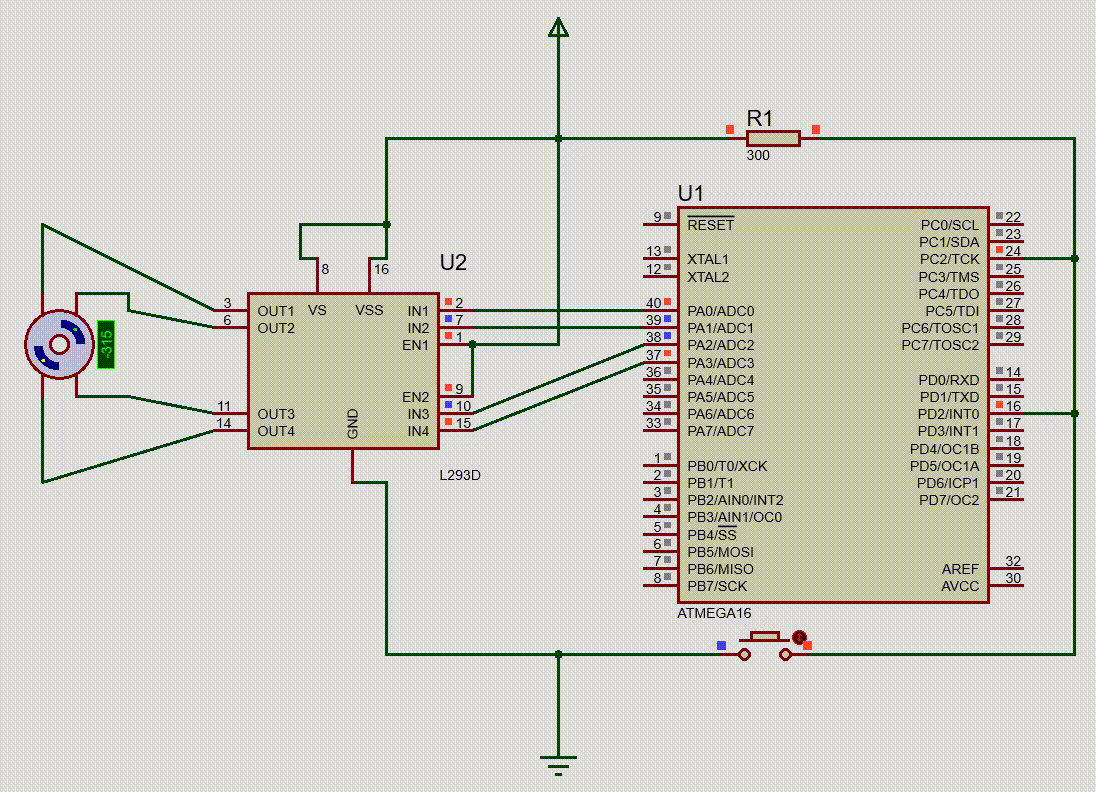 R1
300
U1
U2
8
16
VS
VSS
3
OUT1
6
OUT2
11
OUT3
14
OUT4
IN1
2
IN2
7
EN1
1
EN2
9
IN3
10
IN4
15
GND
L293D
-315
9
RESET
13
XTAL1
12
XTAL2
40
PA0/ADC0
39
PA1/ADC1
38
PA2/ADC2
37
PA3/ADC3
36
PA4/ADC4
35
PA5/ADC5
34
PA6/ADC6
33
PA7/ADC7
1
PB0/T0/XCK
2
PB1/T1
3
PB2/AIN0/INT2
4
PB3/AIN1/OC0
5
PB4/SS
6
PB5/MOSI
7
PB6/MISO
8
PB7/SCK
PC0/SCL
22
PC1/SDA
23
PC2/TCK
24
PC3/TMS
25
PC4/TDO
26
PC5/TDI
27
PC6/TOSC1
28
PC7/TOSC2
29
PD0/RXD
14
PD1/TXD
15
PD2/INT0
16
PD3/INT1
17
PD4/OC1B
18
PD5/OC1A
19
PD6/ICP1
20
PD7/OC2
21
AREF
32
AVCC
30
ATMEGA16